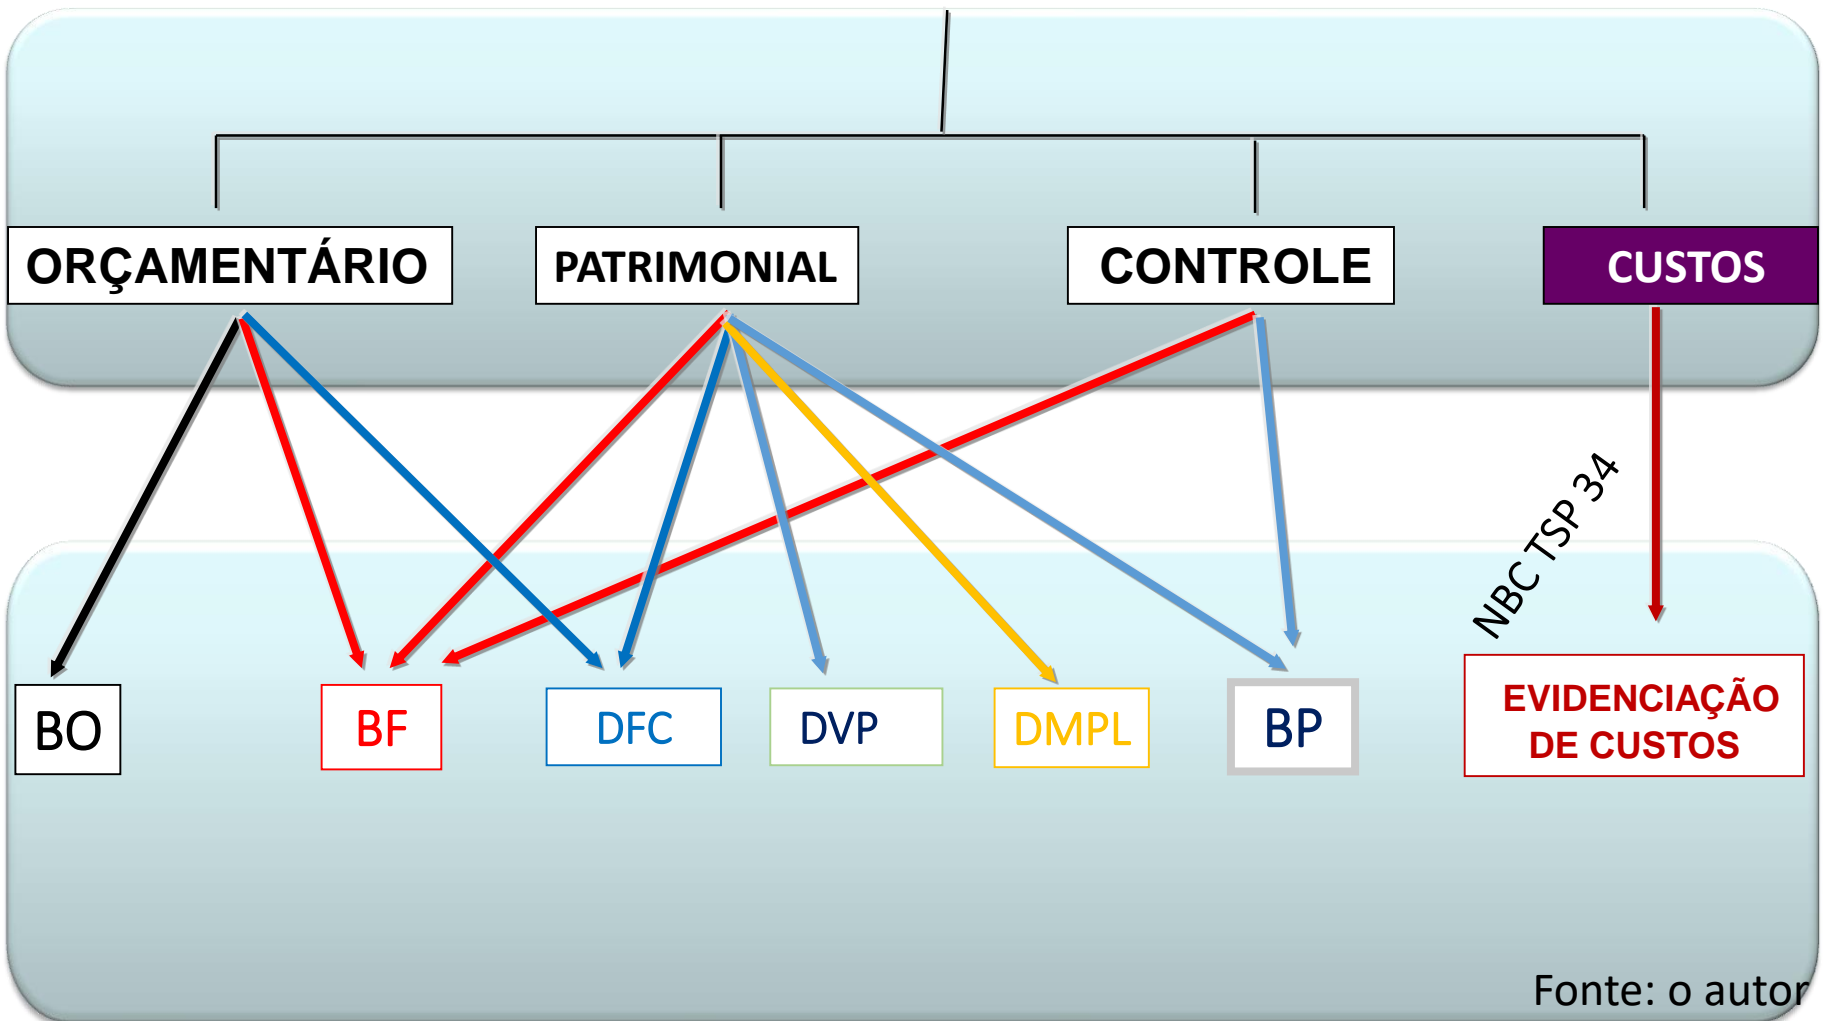 ORÇAMENTÁRIO
PATRIMONIAL
CONTROLE
CUSTOS
NBC TSP 34
BO
BF
DFC
DVP
DMPL
BP
EVIDENCIAÇÃO
DE CUSTOS
Fonte: o autor